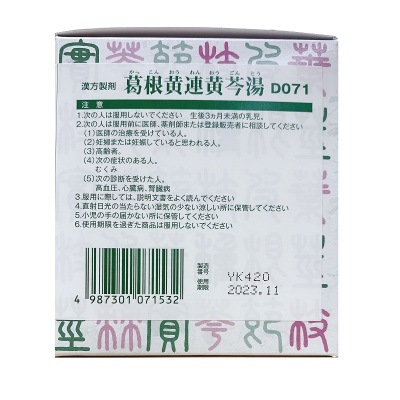 かっ こん おう れん おう ごん とう
漢方製剤 葛根黄連黄芩湯 D071
注 意
1.次の人は服用しないでください 生後3ヵ月未満の乳児。
2.次の人は服用前に医師、薬剤師または登録販売者に相談してください
(1)医師の治療を受けている人。
(2)妊婦または妊娠していると思われる人。
(3)高齢者。
(4)次の症状のある人。
むくみ
(5)次の診断を受けた人。
高血圧、心臓病、腎臓病
3.服用に際しては、説明文書をよく読んでください
4.直射日光の当たらない湿気の少ない涼しい所に保管してください
5.小児の手の届かない所に保管してください
6.使用期限を過ぎた商品は服用しないでください
製造番号 YK420
使用期限 2023.11
4 987301 071532